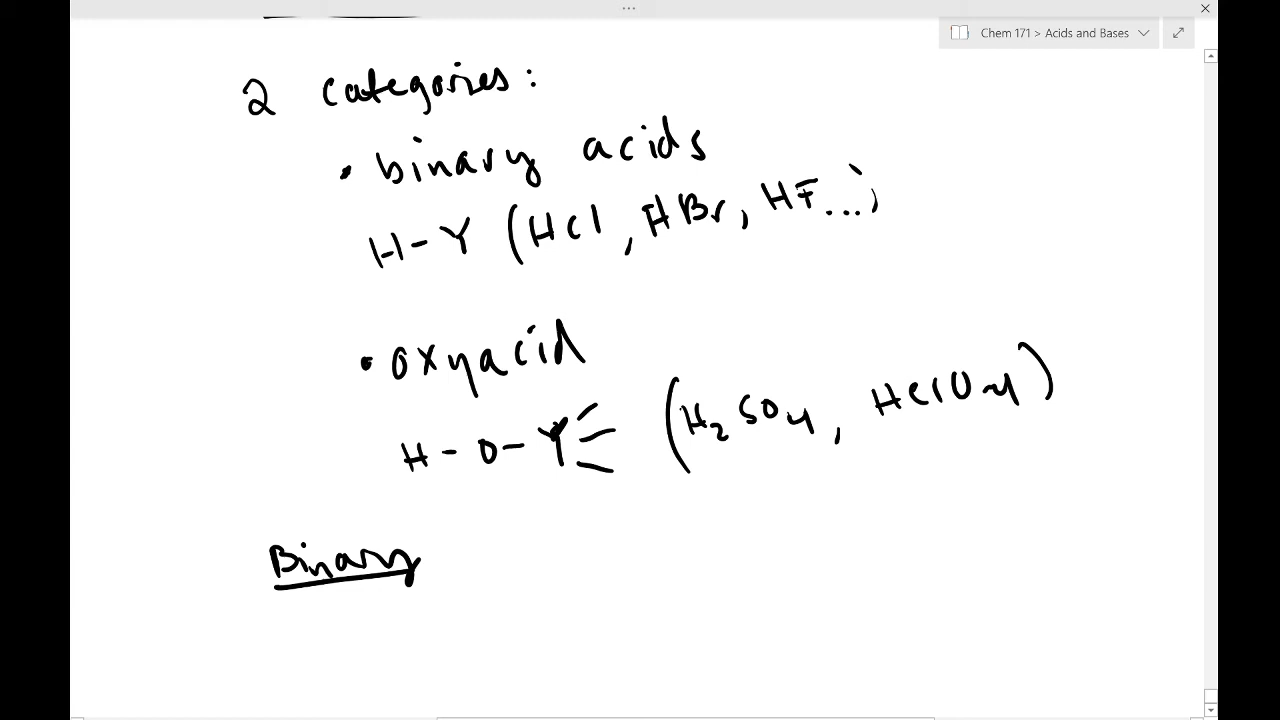 Chem 171 > Acids and Bases
2 categories:
• binary acids
H-Y (HCl, HBr, HF...)
• oxyacid
H-O-Y (H₂SO₄, HClO₄)
Binary